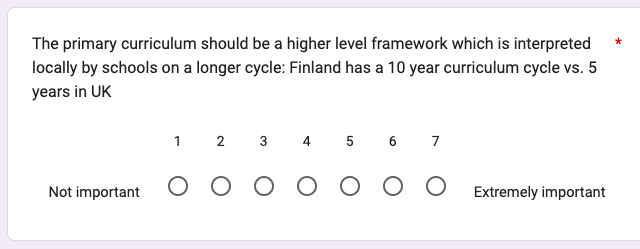 The primary curriculum should be a higher level framework which is interpreted *
locally by schools on a longer cycle: Finland has a 10 year curriculum cycle vs. 5
years in UK
1 2 3 4 5 6 7
Not important Extremely important